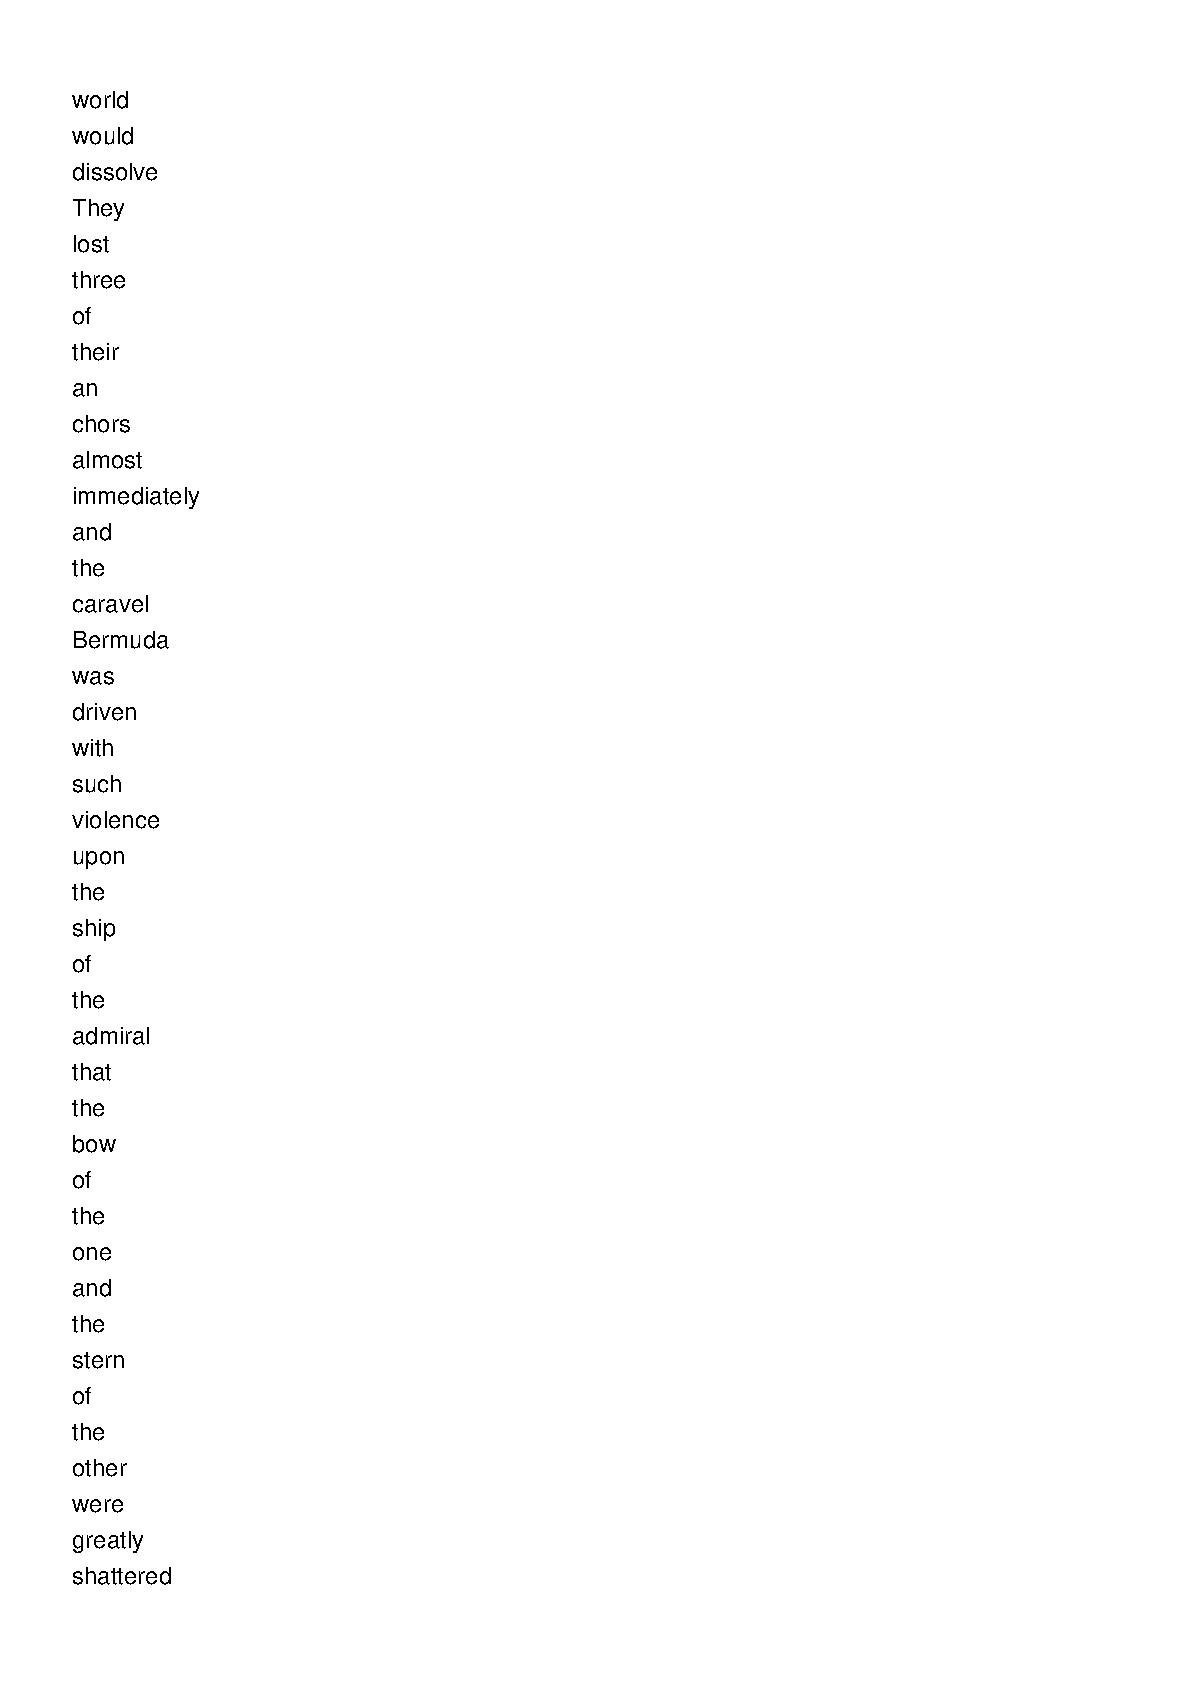 world
would
dissolve
They
lost
three
of
their
an
chors
almost
immediately
and
the
caravel
Bermuda
was
driven
with
such
violence
upon
the
ship
of
the
admiral
that
the
bow
of
the
one
and
the
stern
of
the
other
were
greatly
shattered